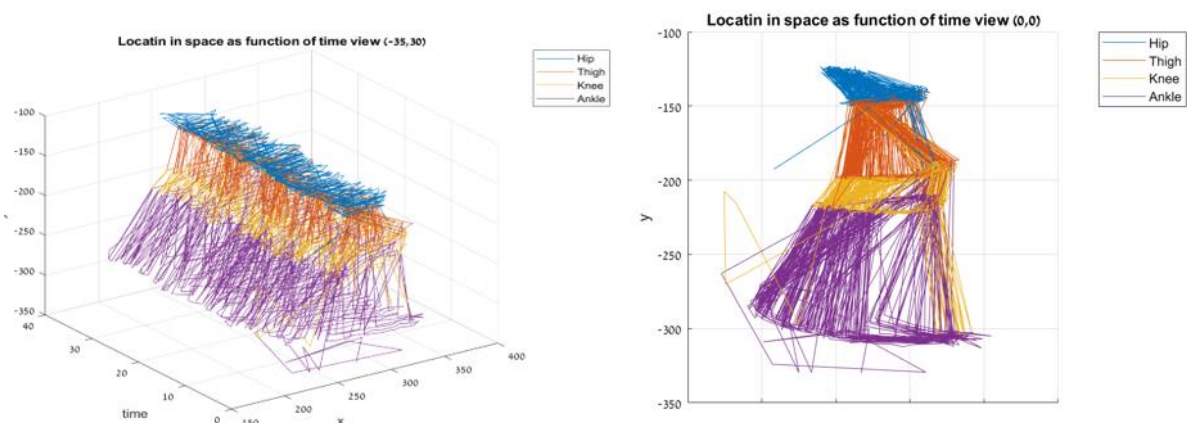 Locatin in space as function of time view (-35,30)
Hip
Thigh
Knee
Ankle
-100
-150
-200
-250
-300
-350
40
30
20
10
0
time
150
200
250
300
350
400
x
Locatin in space as function of time view (0,0)
Hip
Thigh
Knee
Ankle
-100
-150
-200
-250
-300
-350
y